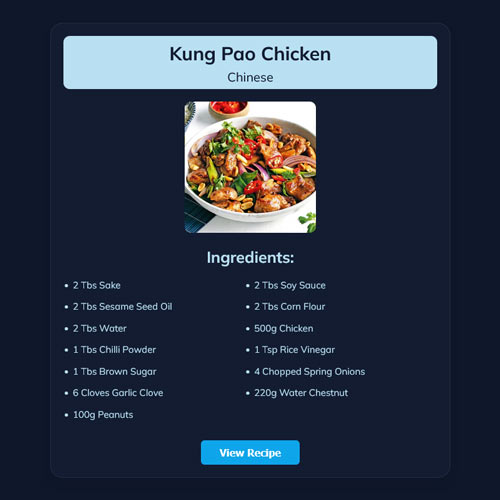 Kung Pao Chicken
Chinese
Ingredients:
• 2 Tbs Sake
• 2 Tbs Soy Sauce
• 2 Tbs Sesame Seed Oil
• 2 Tbs Corn Flour
• 2 Tbs Water
• 500g Chicken
• 1 Tbs Chilli Powder
• 1 Tsp Rice Vinegar
• 1 Tbs Brown Sugar
• 4 Chopped Spring Onions
• 6 Cloves Garlic Clove
• 220g Water Chestnut
• 100g Peanuts
View Recipe